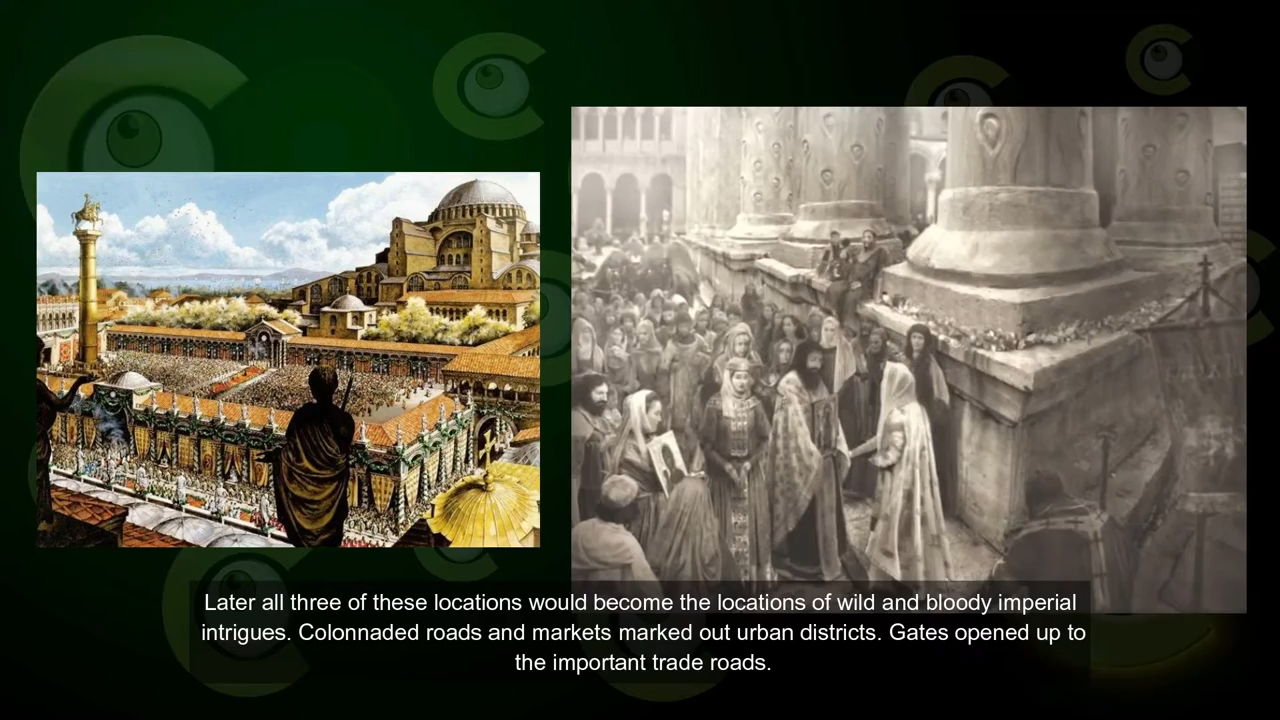 Later all three of these locations would become the locations of wild and bloody imperial
intrigues. Colonnaded roads and markets marked out urban districts. Gates opened up to
the important trade roads.